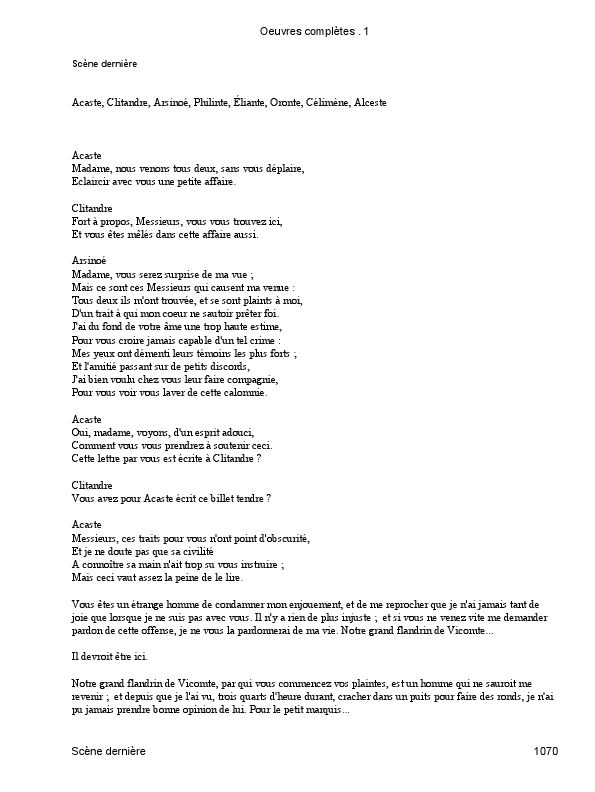 Oeuvres complètes . 1
Scène dernière
Acaste, Clitandre, Arsinoé, Philinte, Éliante, Oronte, Célimène, Alceste
Acaste
Madame, nous venons tous deux, sans vous déplaire,
Eclaircir avec vous une petite affaire.
Clitandre
Fort à propos, Messieurs, vous vous trouvez ici,
Et vous êtes mêlés dans cette affaire aussi.
Arsinoé
Madame, vous serez surprise de ma vue ;
Mais ce sont ces Messieurs qui causent ma venue :
Tous deux ils m'ont trouvée, et se sont plaints à moi,
D'un trait à qui mon coeur ne sautoir prêter foi.
J'ai du fond de votre âme une trop haute estime,
Pour vous croire jamais capable d'un tel crime :
Mes yeux ont démenti leurs témoins les plus forts ;
Et l'amitié passant sur de petits discords,
J'ai bien voulu chez vous leur faire compagnie,
Pour vous voir vous laver de cette calomnie.
Acaste
Oui, madame, voyons, d'un esprit adouci,
Comment vous vous prendrez à soutenir ceci.
Cette lettre par vous est écrite à Clitandre ?
Clitandre
Vous avez pour Acaste écrit ce billet tendre ?
Acaste
Messieurs, ces traits pour vous n'ont point d'obscurité,
Et je ne doute pas que sa civilité
A connoître sa main n'ait trop su vous instruire ;
Mais ceci vaut assez la peine de le lire.
Vous êtes un étrange homme de condamner mon enjouement, et de me reprocher que je n'ai jamais tant de
joie que lorsque je ne suis pas avec vous. Il n'y a rien de plus injuste ; et si vous ne venez vite me demander
pardon de cette offense, je ne vous la pardonnerai de ma vie. Notre grand flandrin de Vicomte...
Il devroit être ici.
Notre grand flandrin de Vicomte, par qui vous commencez vos plaintes, est un homme qui ne sauroit me
revenir ; et depuis que je l'ai vu, trois quarts d'heure durant, cracher dans un puits pour faire des ronds, je n'ai
pu jamais prendre bonne opinion de lui. Pour le petit marquis...
Scène dernière 1070